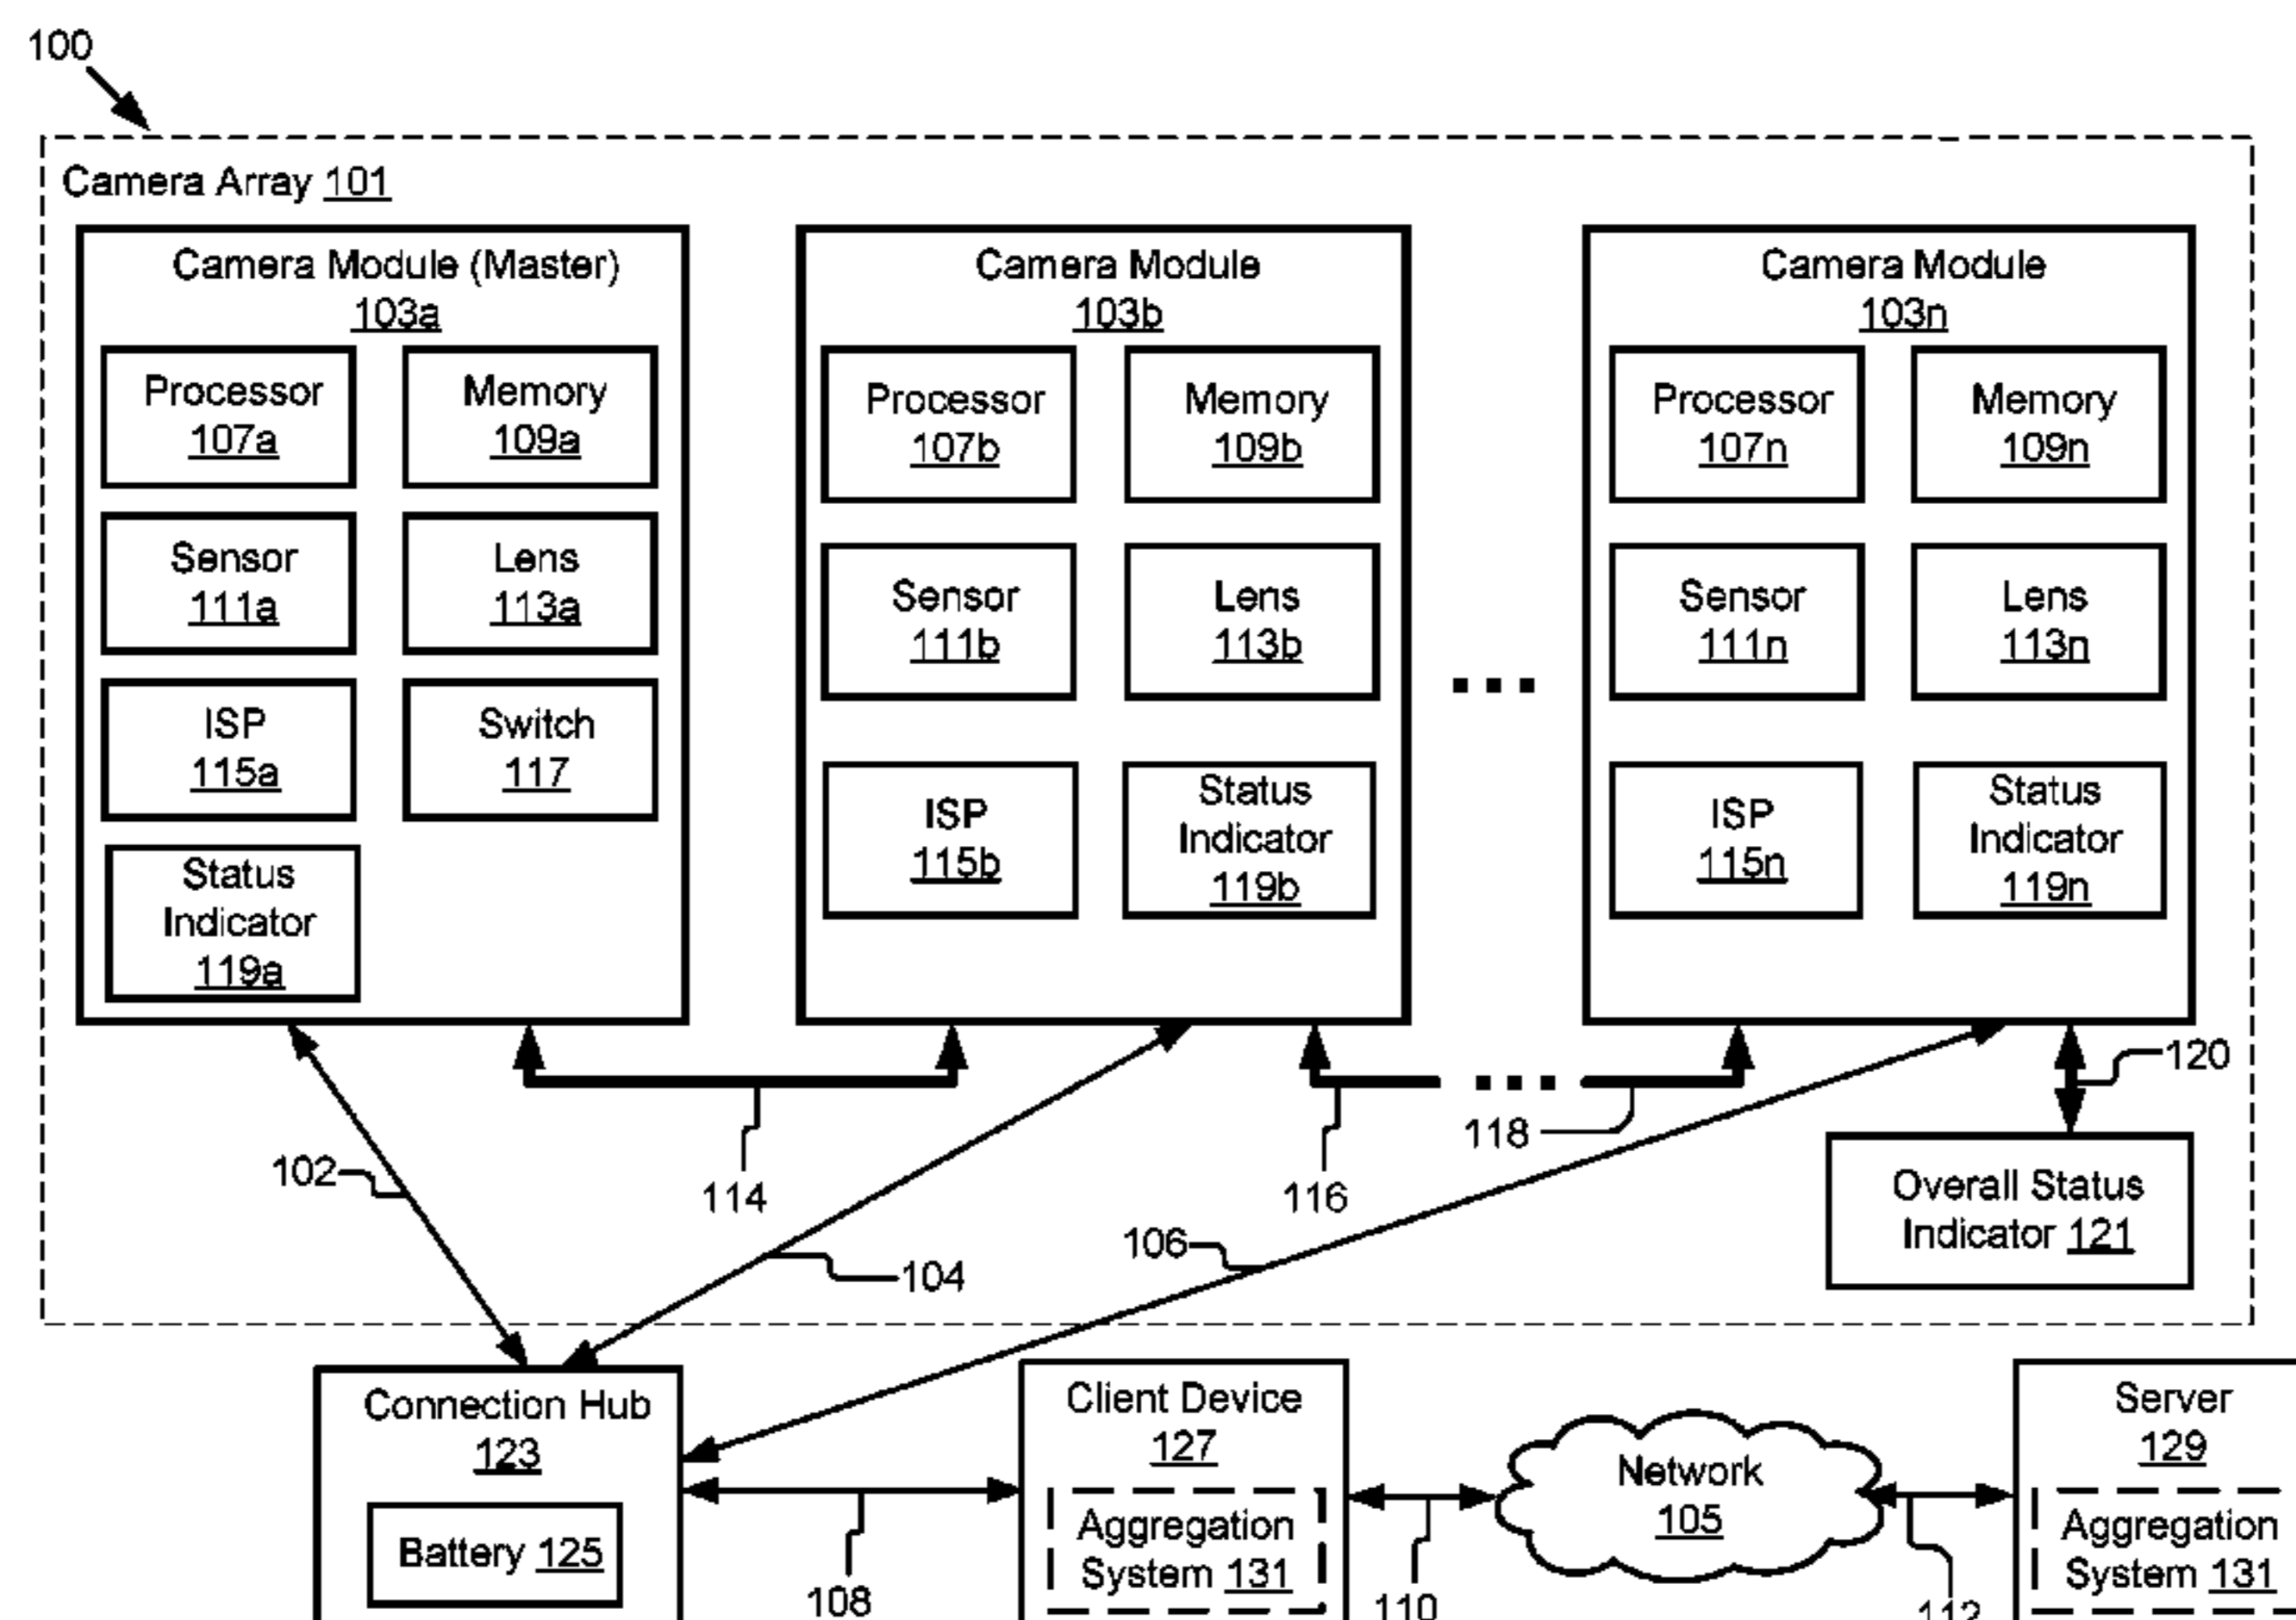 100
Camera Array 101
Camera Module (Master)
103a
Processor
107a
Memory
109a
Sensor
111a
Lens
113a
ISP
115a
Switch
117
Status
Indicator
119a
Camera Module
103b
Processor
107b
Memory
109b
Sensor
111b
Lens
113b
ISP
115b
Status
Indicator
119b
Camera Module
103n
Processor
107n
Memory
109n
Sensor
111n
Lens
113n
ISP
115n
Status
Indicator
119n
120
118
102
114
116
Overall Status
Indicator 121
106
104
Connection Hub
123
Battery 125
108
Client Device
127
Aggregation
System 131
110
Network
105
112
Server
129
Aggregation
System 131